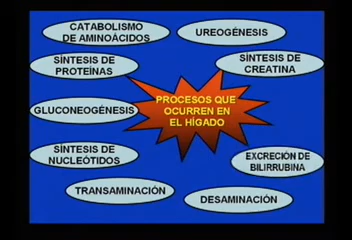 CATABOLISMO
DE AMINOÁCIDOS
UREOGÉNESIS
SÍNTESIS DE
PROTEÍNAS
SÍNTESIS DE
CREATINA
GLUCONEOGÉNESIS
PROCESOS QUE
OCURREN EN
EL HÍGADO
SÍNTESIS DE
NUCLEÓTIDOS
EXCRECIÓN DE
BILIRRUBINA
TRANSAMINACIÓN
DESAMINACIÓN